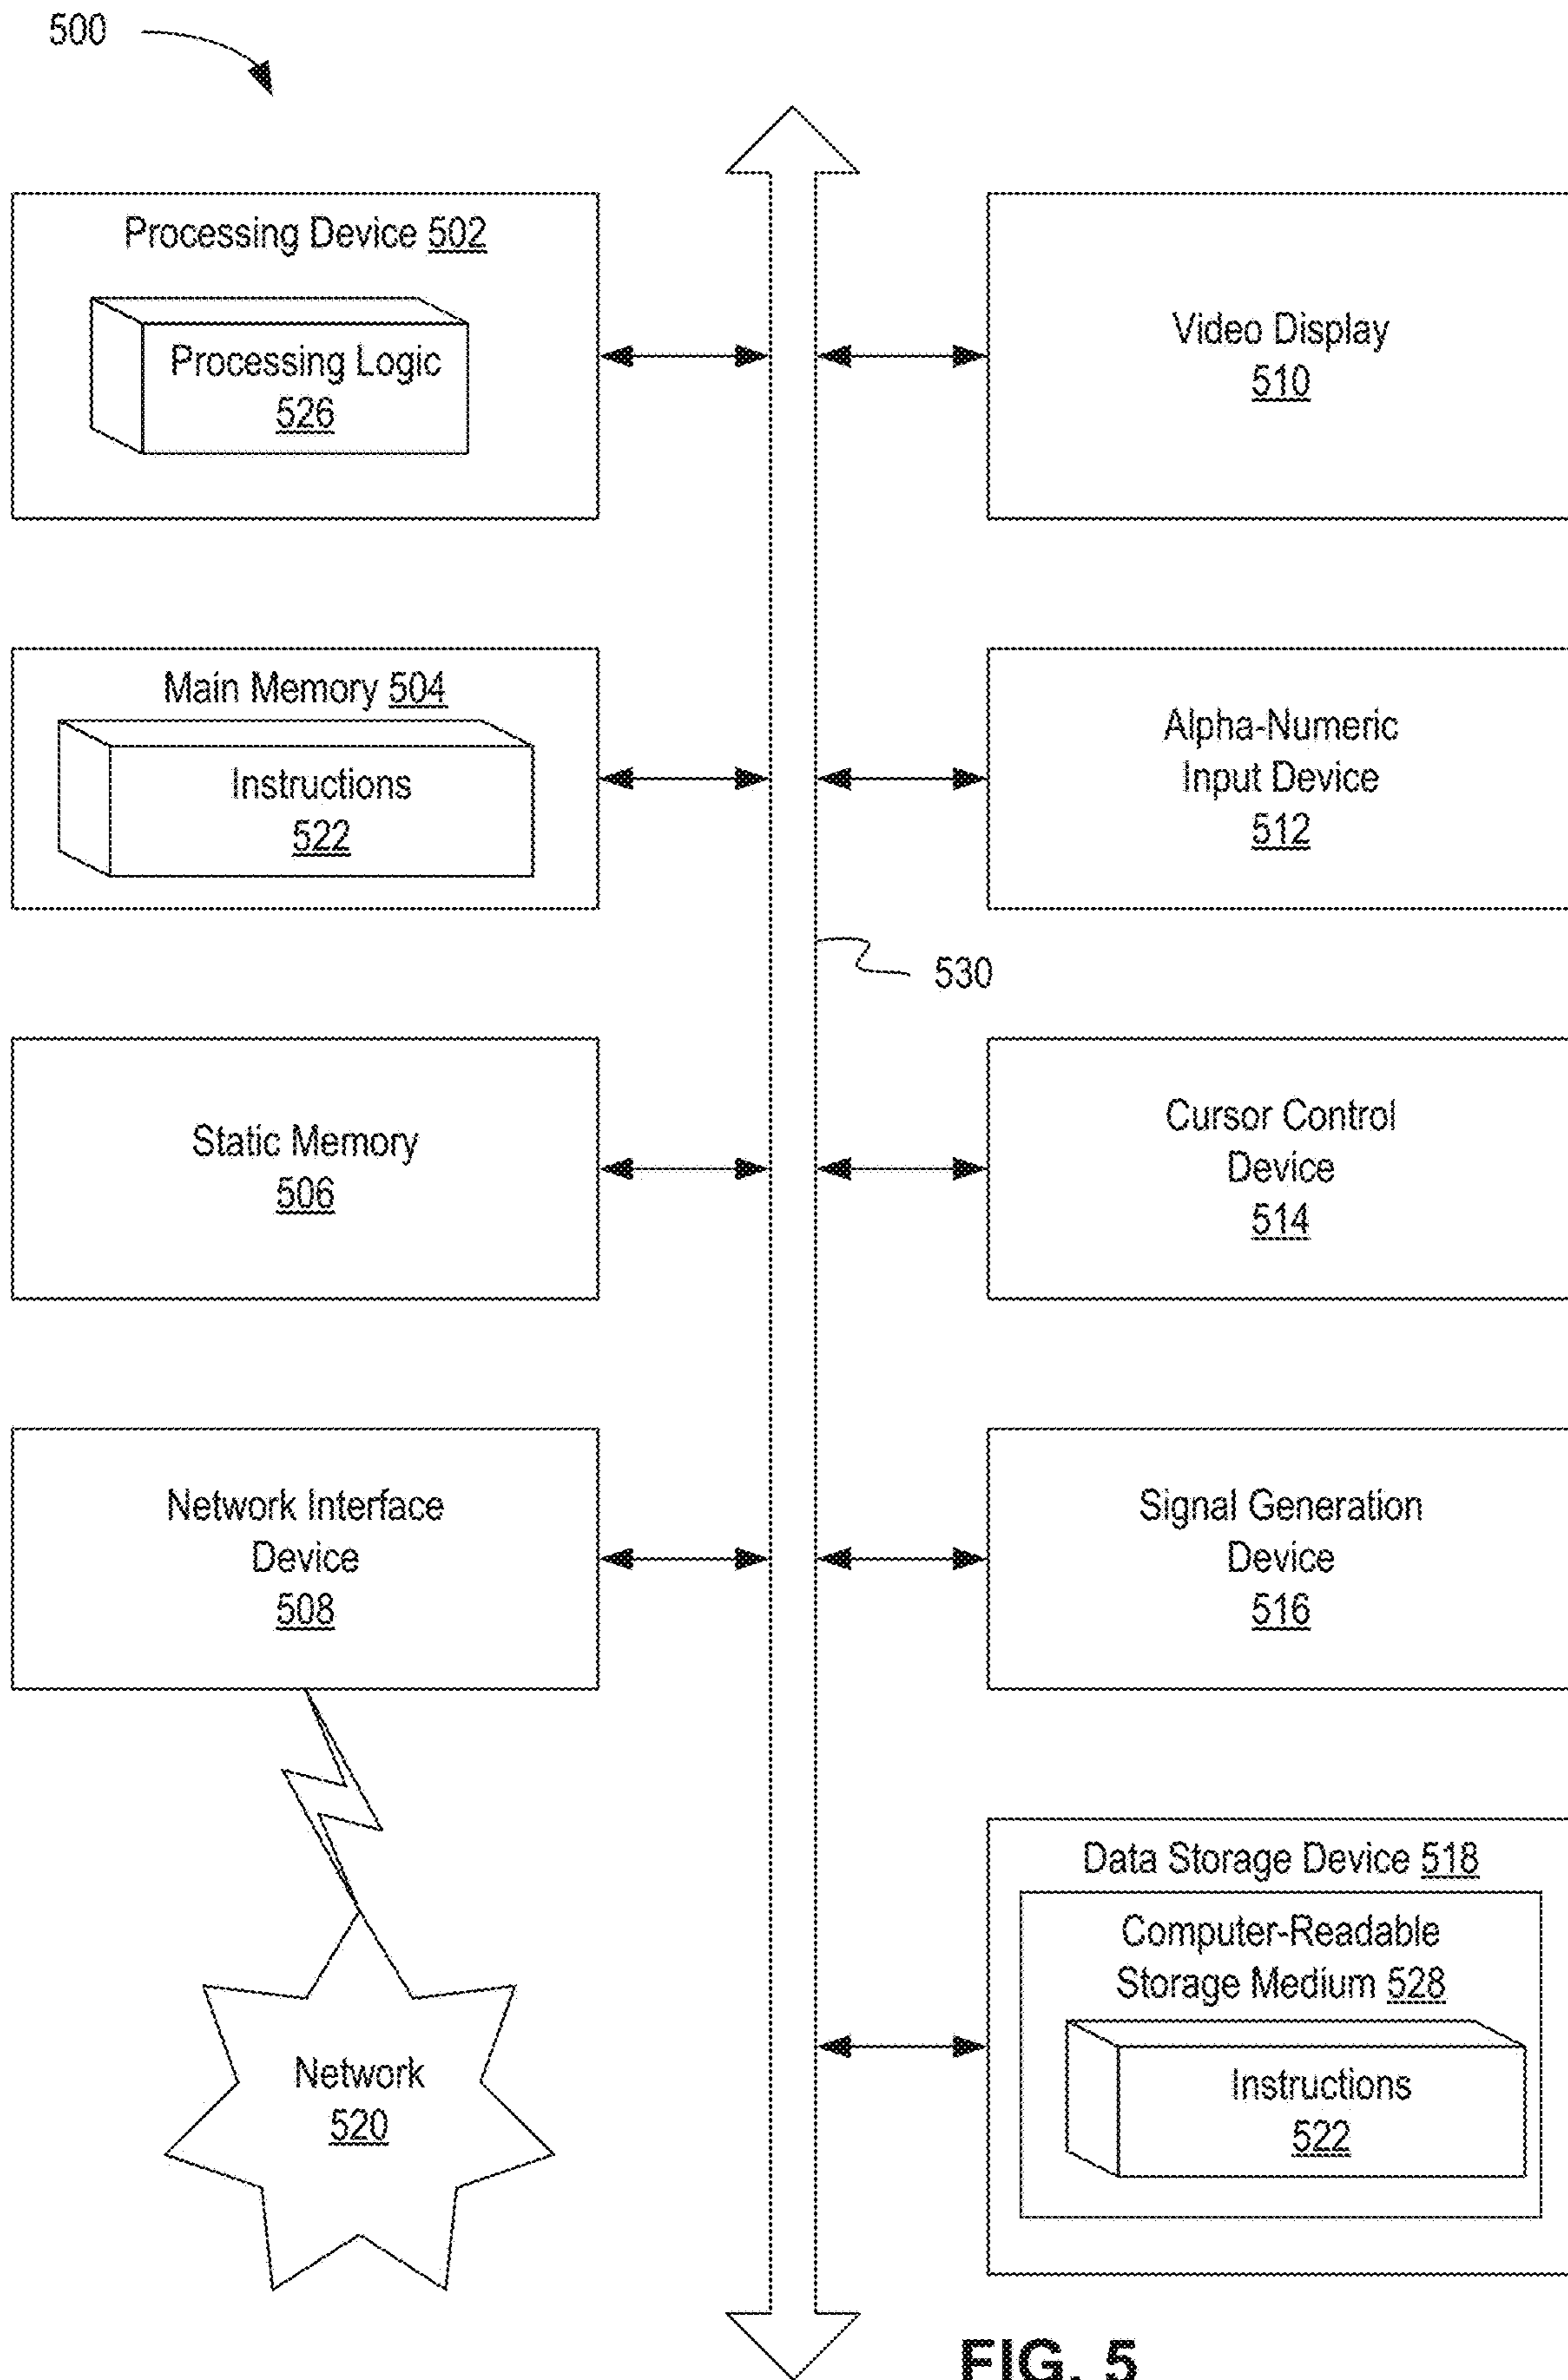 500
Processing Device 502
Processing Logic
526
Video Display
510
Main Memory 504
Instructions
522
Alpha-Numeric
Input Device
512
530
Static Memory
506
Cursor Control
Device
514
Network Interface
Device
508
Signal Generation
Device
516
Data Storage Device 518
Computer-Readable
Storage Medium 528
Instructions
522
Network
520
FIG. 5